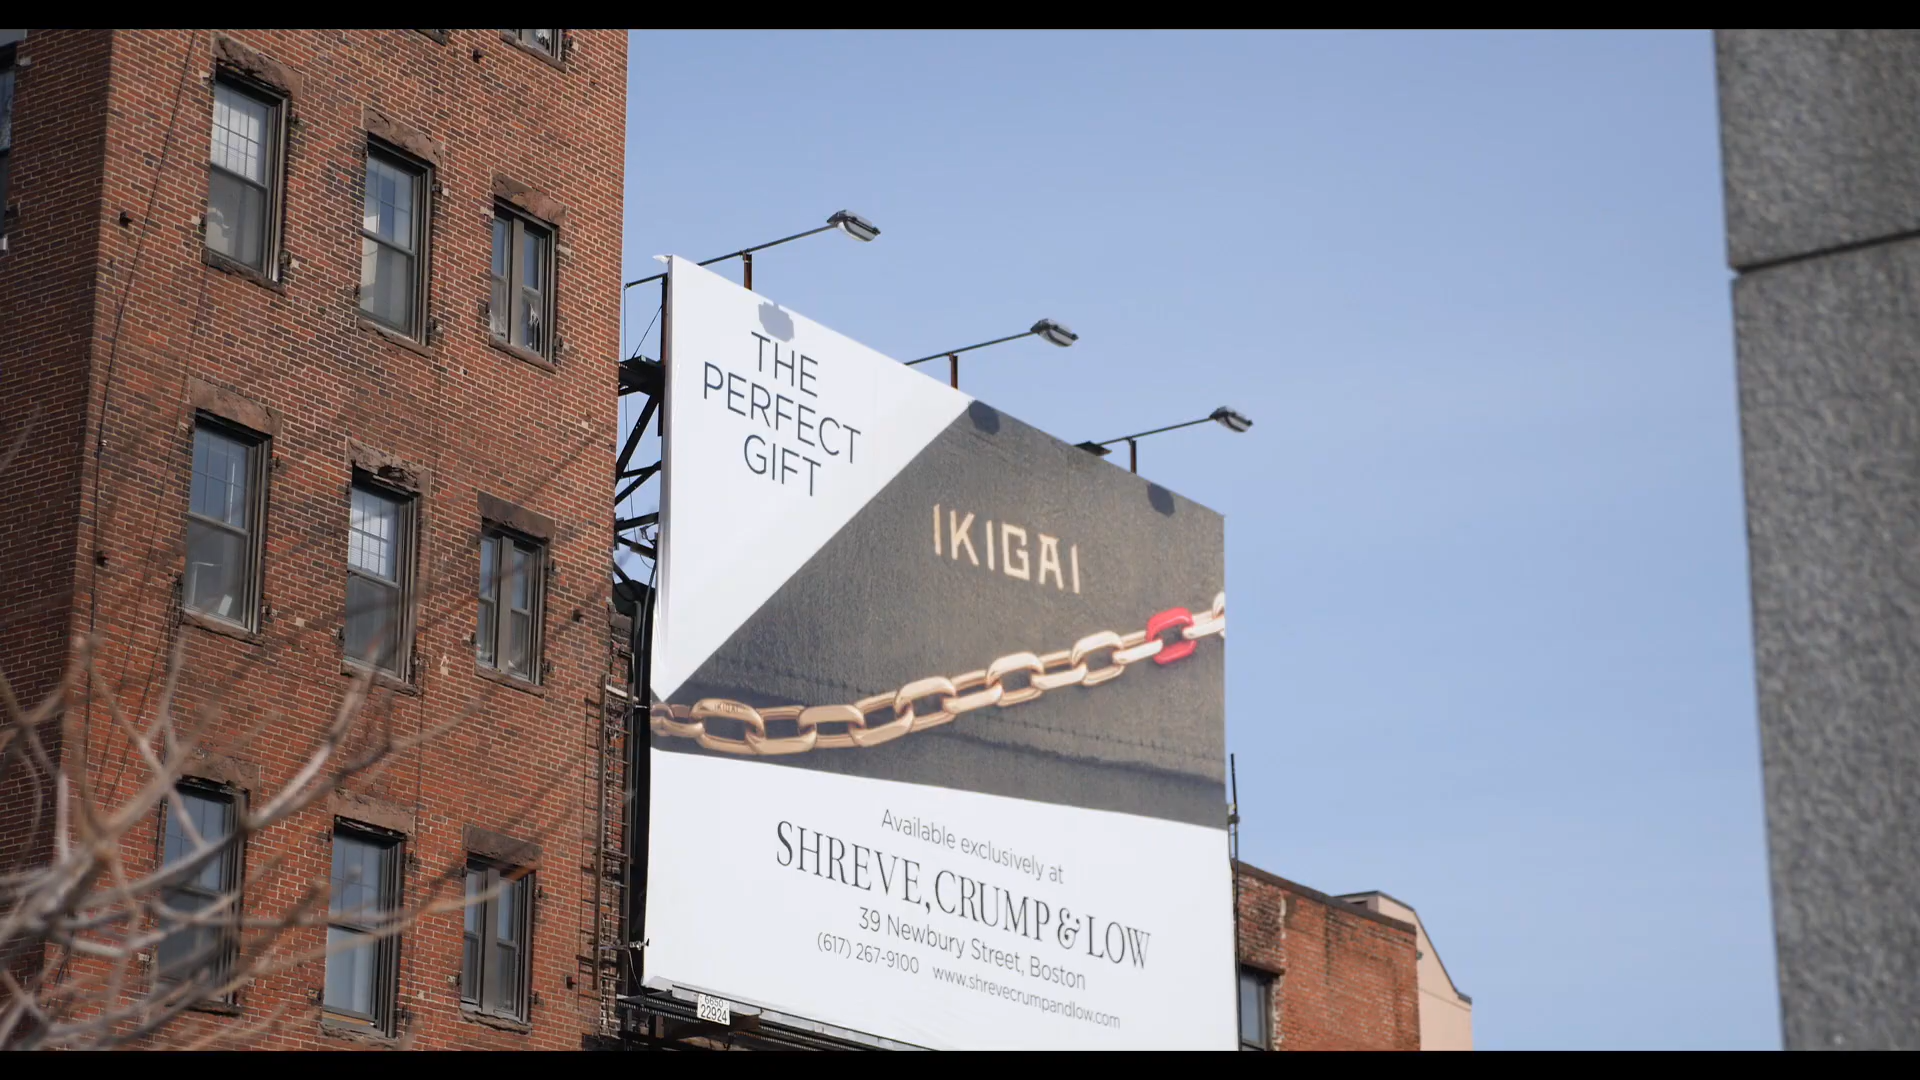 THE
PERFECT
GIFT
IKIGAI
Available exclusively at
SHREVE, CRUMP & LOW
39 Newbury Street, Boston
(617) 267-9100 www.shrevecrumpandlow.com
6650
22924